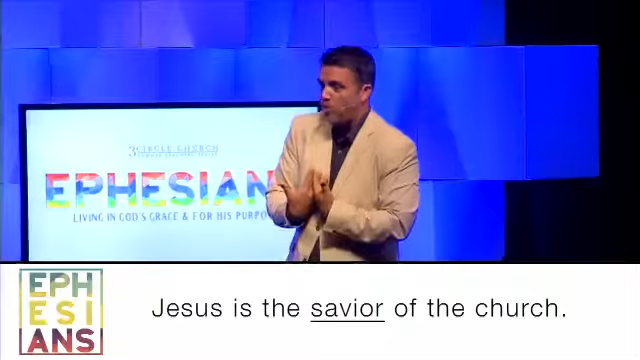 3CIRCLE CHURCH
EPHESIAN
LIVING IN GOD'S GRACE & FOR HIS PURPO
EPH
ESI
ANS
Jesus is the savior of the church.